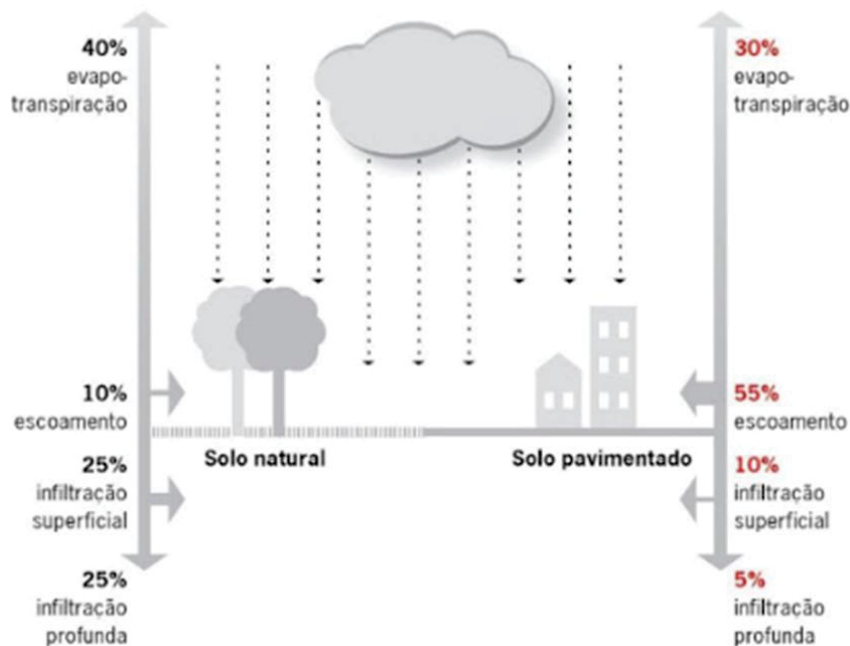 40%
evapo-
transpiração
10%
escoamento
25%
infiltração
superficial
25%
infiltração
profunda
Solo natural
Solo pavimentado
30%
evapo-
transpiração
55%
escoamento
10%
infiltração
superficial
5%
infiltração
profunda